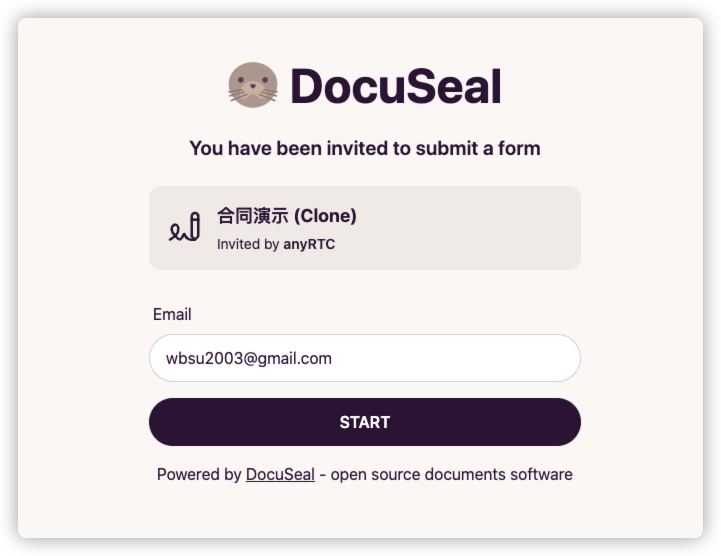 DocuSeal
You have been invited to submit a form
合同演示 (Clone)
Invited by anyRTC
Email
wbsu2003@gmail.com
START
Powered by DocuSeal - open source documents software